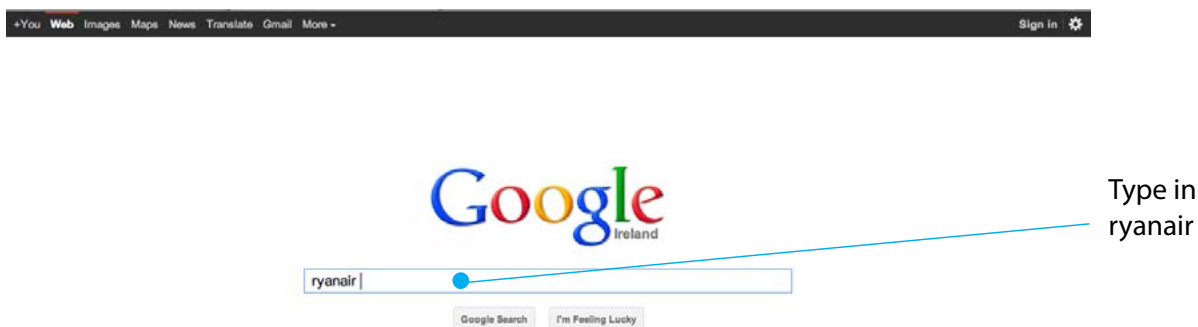 +You Web Images Maps News Translate Gmail More Sign in
Google
Ireland
Type in
ryanair
ryanair
Google Search I'm Feeling Lucky